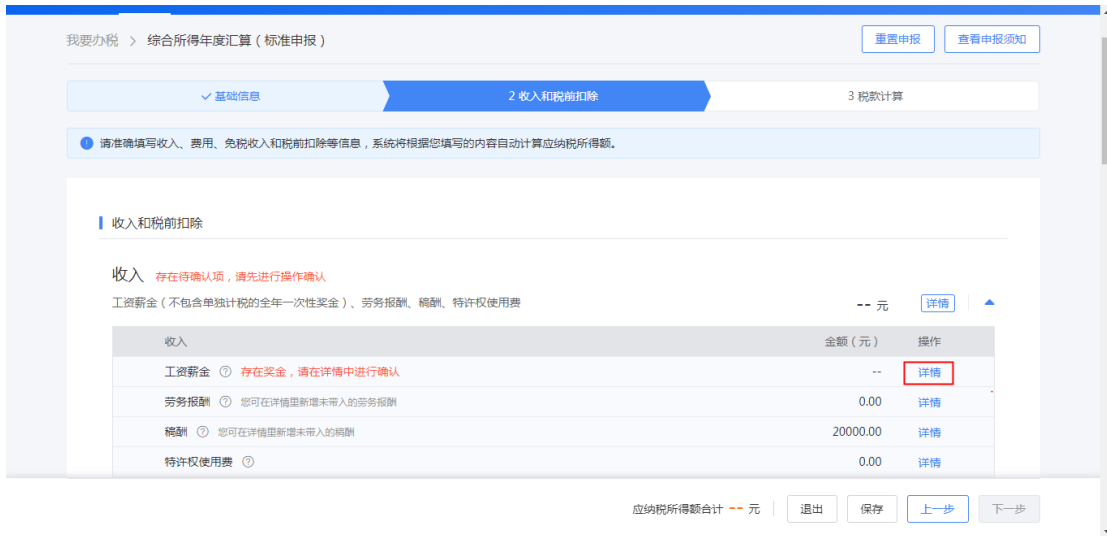 我要办税 > 综合所得年度汇算（标准申报） 重置申报 查看申报须知
基础信息 2 收入和税前扣除 3 税款计算
请准确填写收入、费用、免税收入和税前扣除等信息，系统将根据您填写的内容自动计算应纳税所得额。
收入和税前扣除
收入 存在待确认项，请先进行操作确认
工资薪金（不包含单独计税的全年一次性奖金）、劳务报酬、稿酬、特许权使用费 -- 元 详情
收入 金额（元） 操作
工资薪金 ? 存在奖金，请在详情中进行确认 -- 详情
劳务报酬 ? 您可在详情里新增未带入的劳务报酬 0.00 详情
稿酬 ? 您可在详情里新增未带入的稿酬 20000.00 详情
特许权使用费 ? 0.00 详情
应纳税所得额合计 -- 元 退出 保存 上一步 下一步